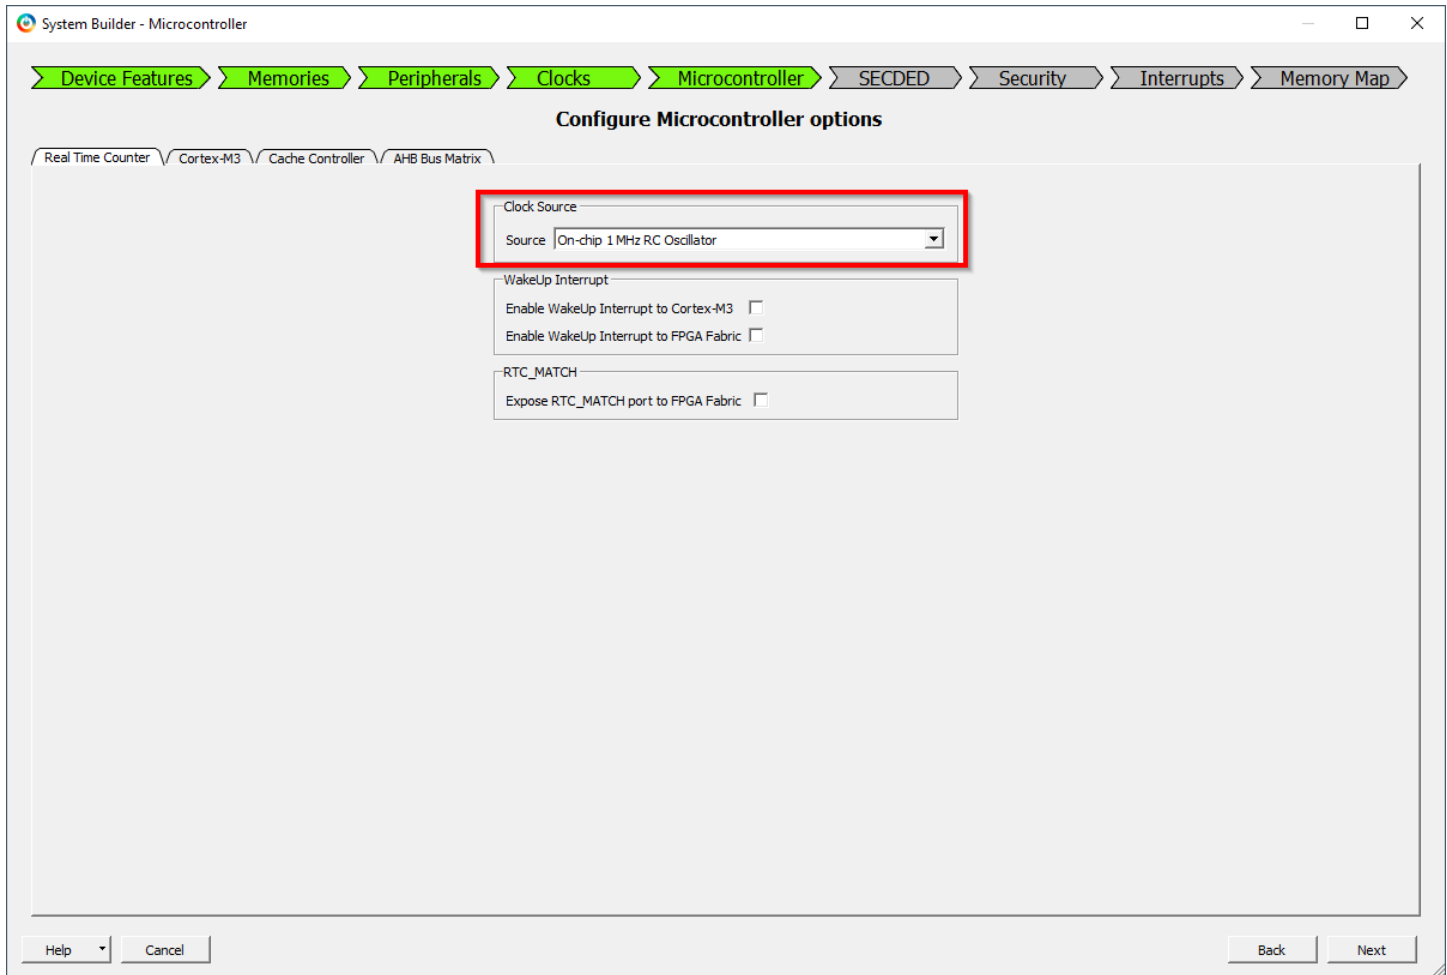 System Builder - Microcontroller
Device Features Memories Peripherals Clocks Microcontroller SECDED Security Interrupts Memory Map
Configure Microcontroller options
Real Time Counter Cortex-M3 Cache Controller AHB Bus Matrix
Clock Source
Source On-chip 1 MHz RC Oscillator
WakeUp Interrupt
Enable WakeUp Interrupt to Cortex-M3
Enable WakeUp Interrupt to FPGA Fabric
RTC_MATCH
Expose RTC_MATCH port to FPGA Fabric
Help Cancel Back Next